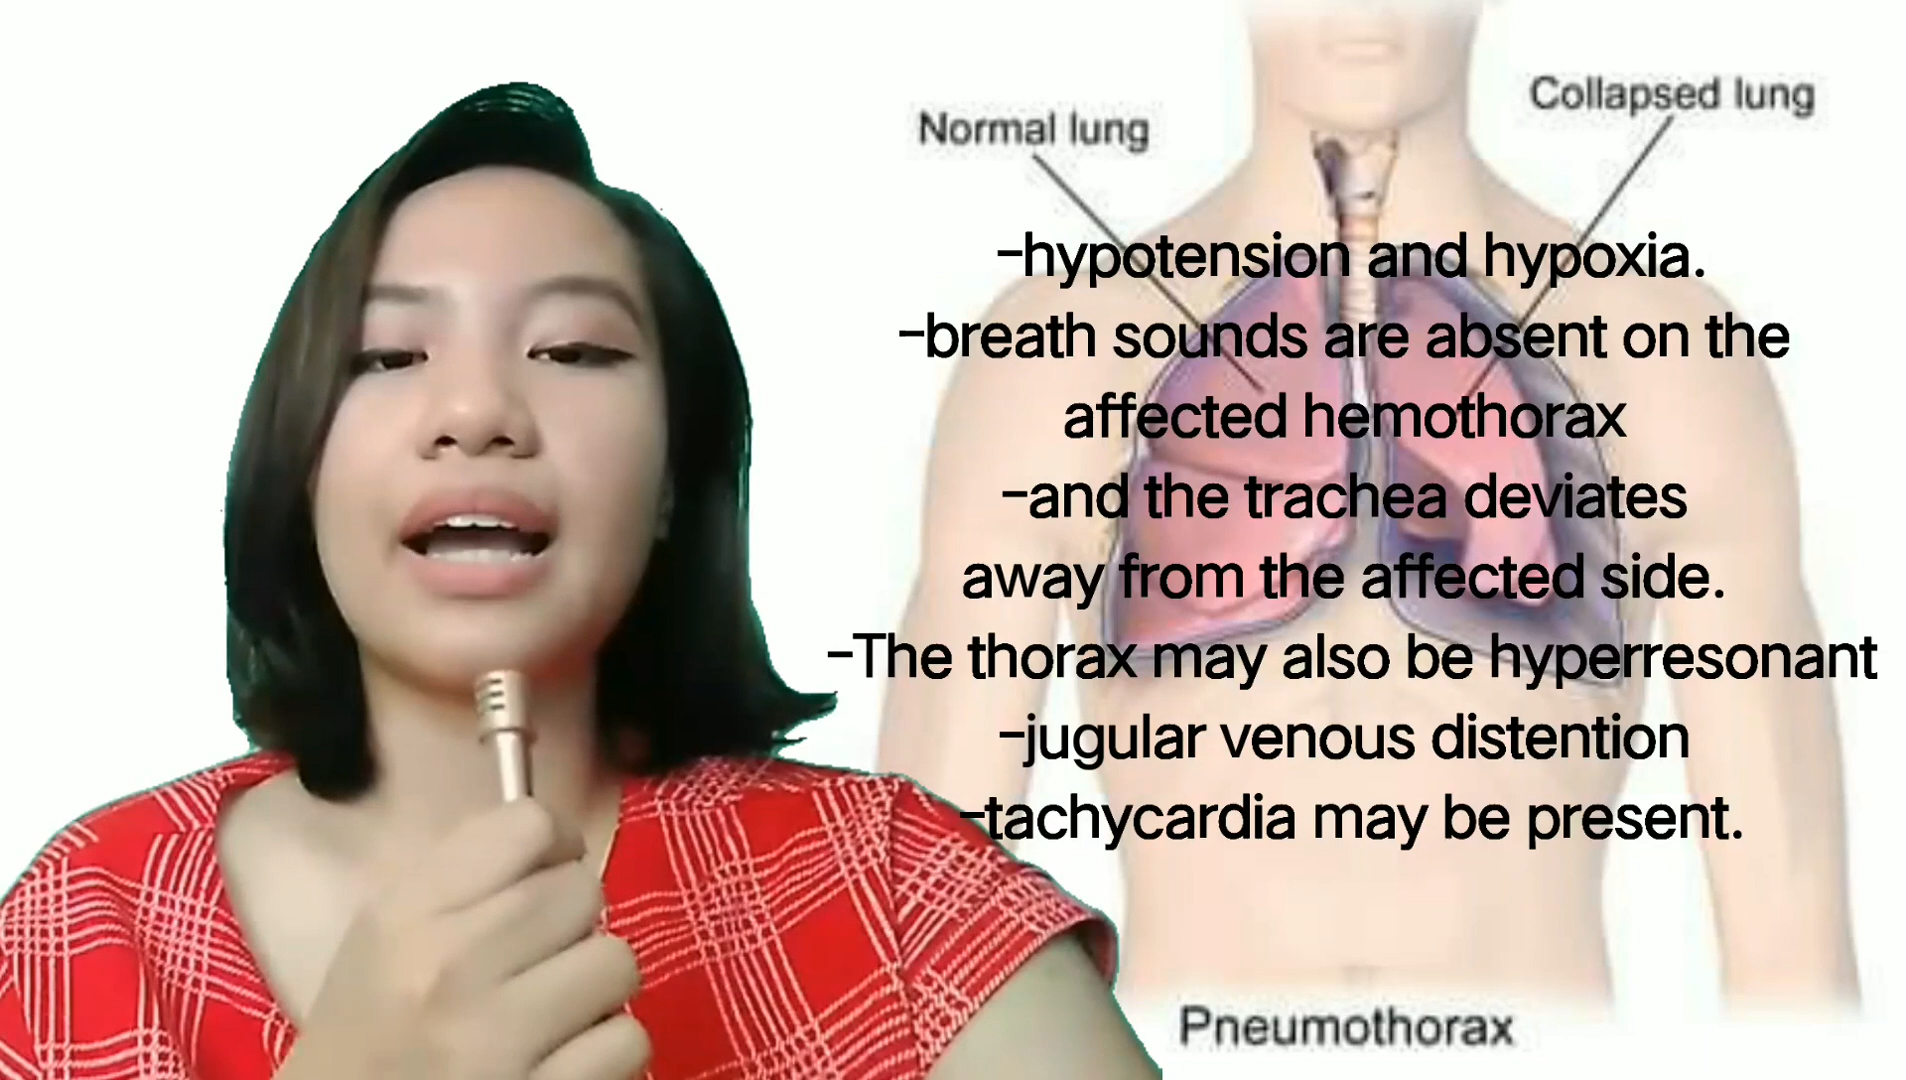 Normal lung
Collapsed lung
-hypotension and hypoxia.
-breath sounds are absent on the
affected hemothorax
-and the trachea deviates
away from the affected side.
-The thorax may also be hyperresonant
-jugular venous distention
-tachycardia may be present.
Pneumothorax